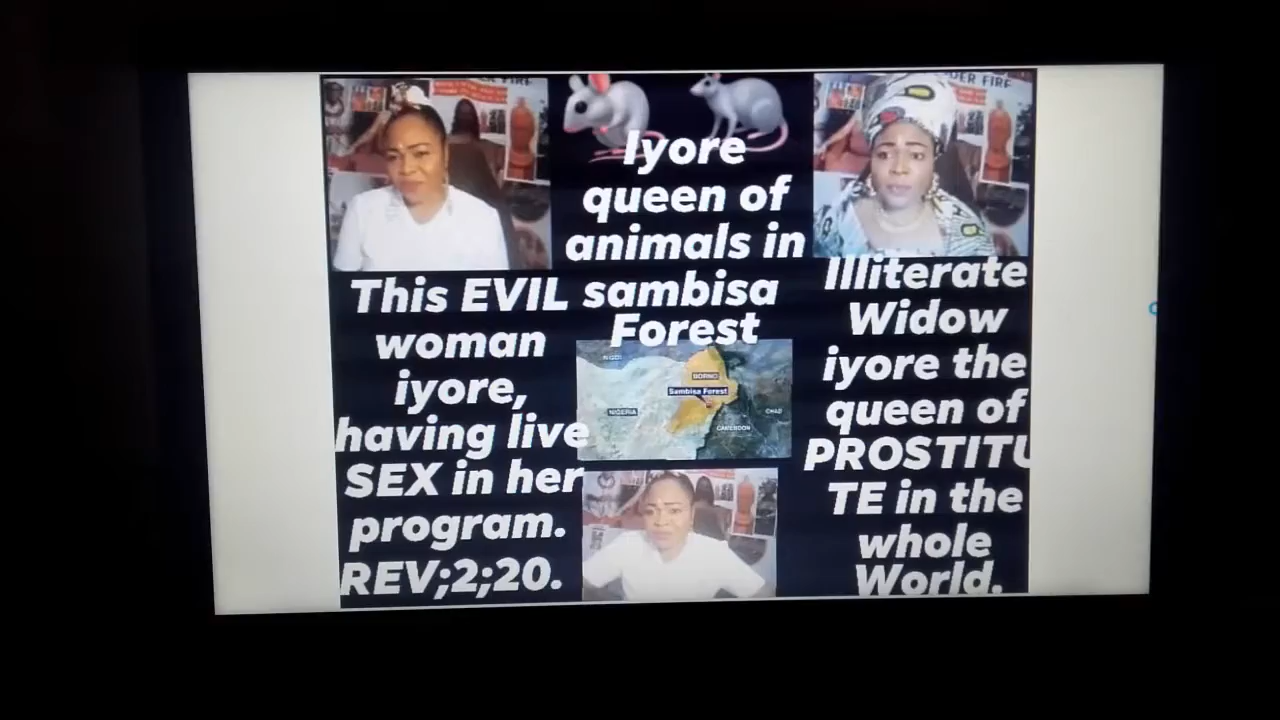 Iyore
queen of
animals in
sambisa
Forest
This EVIL
woman
iyore,
having live
SEX in her
program.
REV;2;20.
BORNO
Sambisa Forest
NIGERIA
CHAD
CAMEROON
DER FIRE
Illiterate
Widow
iyore the
queen of
PROSTITU
TE in the
whole
World.